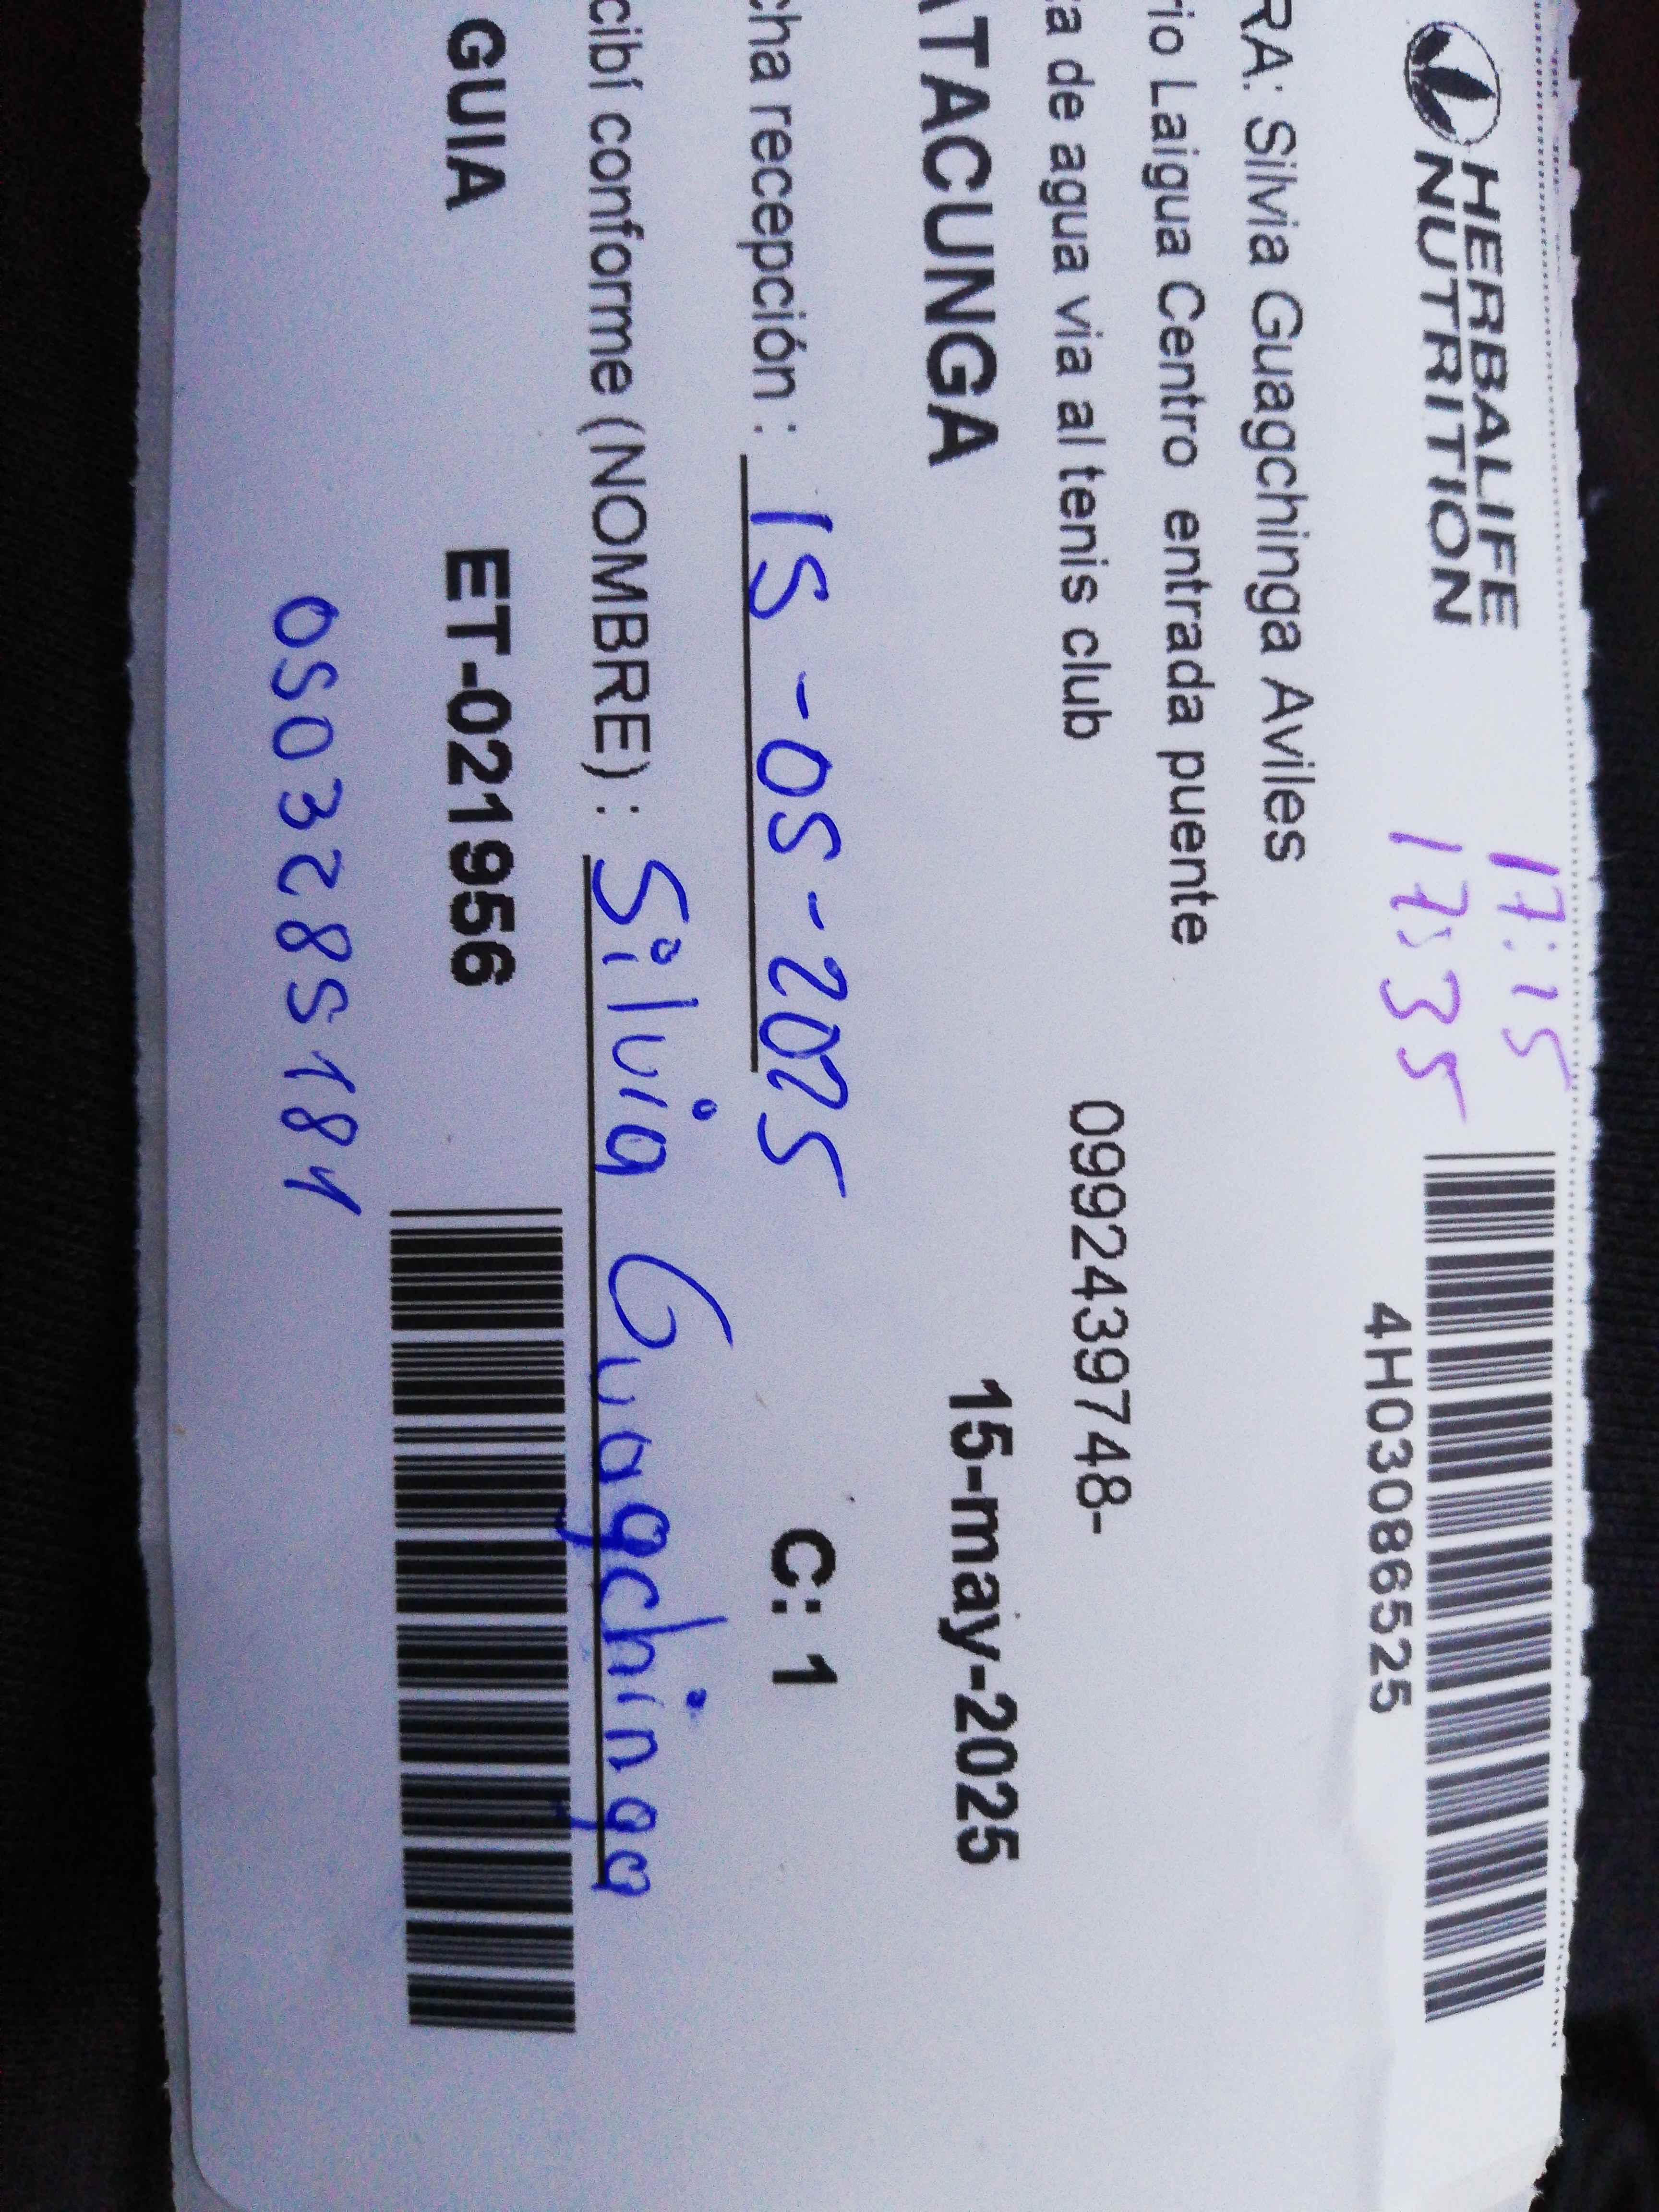 HERBALIFE
NUTRITION
17:15
17:35
4H03086525
RA: Silvia Guagchinga Aviles
rio Laigua Centro entrada puente
a de agua via al tenis club 0992439748-
ATACUNGA 15-may-2025
cha recepción : 15-05-2025 C: 1
cibí conforme (NOMBRE) : Silvia Guagchinga
GUIA ET-021956
0503285181